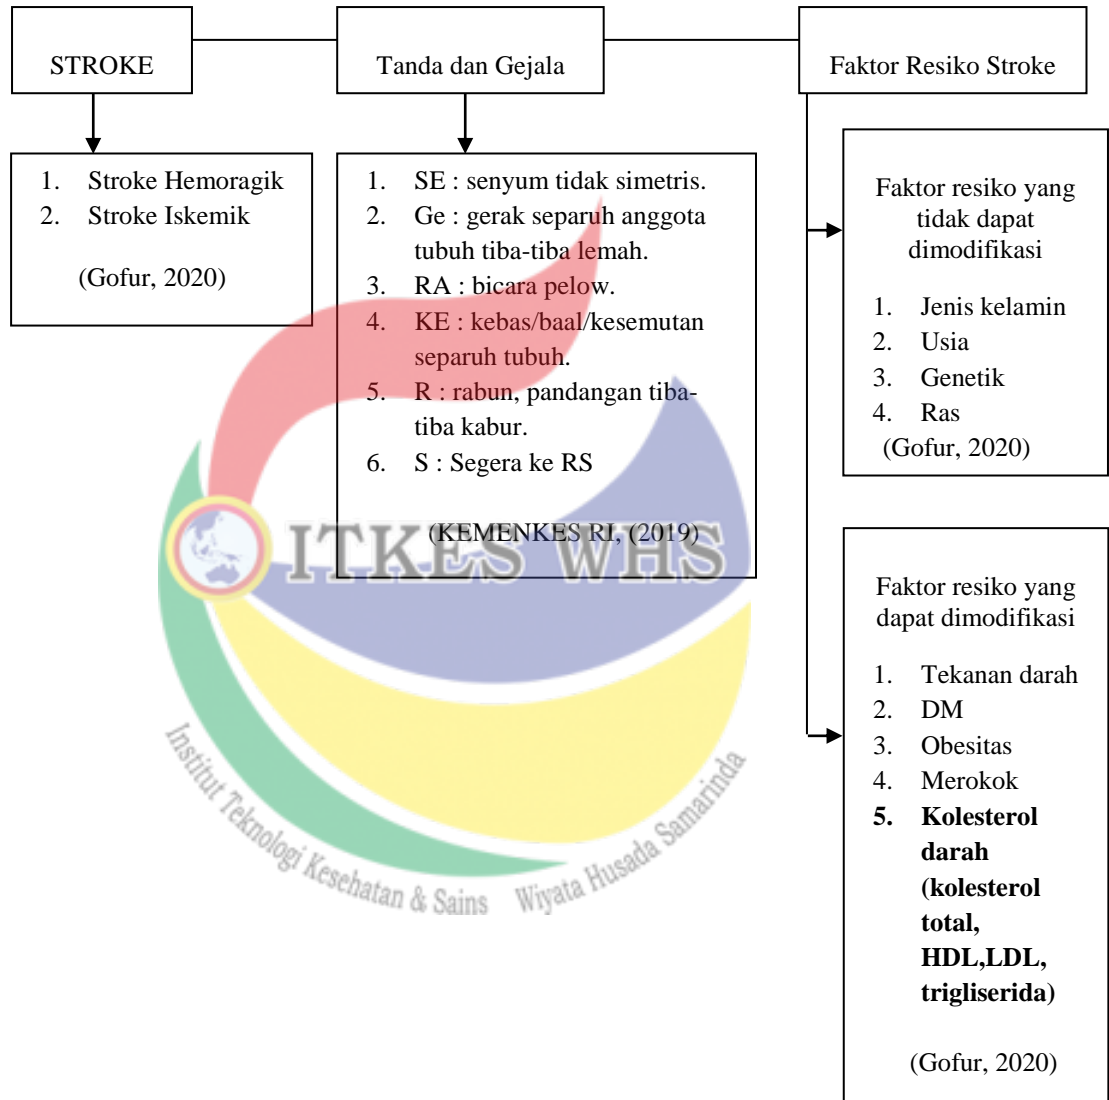 STROKE
Tanda dan Gejala
Faktor Resiko Stroke
1. Stroke Hemoragik
2. Stroke Iskemik
(Gofur, 2020)
1. SE : senyum tidak simetris.
2. Ge : gerak separuh anggota
tubuh tiba-tiba lemah.
3. RA : bicara pelow.
4. KE : kebas/baal/kesemutan
separuh tubuh.
5. R : rabun, pandangan tiba-
tiba kabur.
6. S : Segera ke RS
(KEMENKES RI, (2019)
Faktor resiko yang
tidak dapat
dimodifikasi
1. Jenis kelamin
2. Usia
3. Genetik
4. Ras
(Gofur, 2020)
Faktor resiko yang
dapat dimodifikasi
1. Tekanan darah
2. DM
3. Obesitas
4. Merokok
5. Kolesterol
darah
(kolesterol
total,
HDL,LDL,
trigliserida)
(Gofur, 2020)
ITKES WHS
Institut Teknologi Kesehatan & Sains Wiyata Husada Samarinda